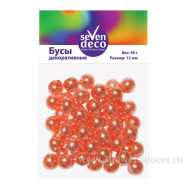 seven
deco
Бусы
декоративные
Вес: 50 г
Размер: 12 мм